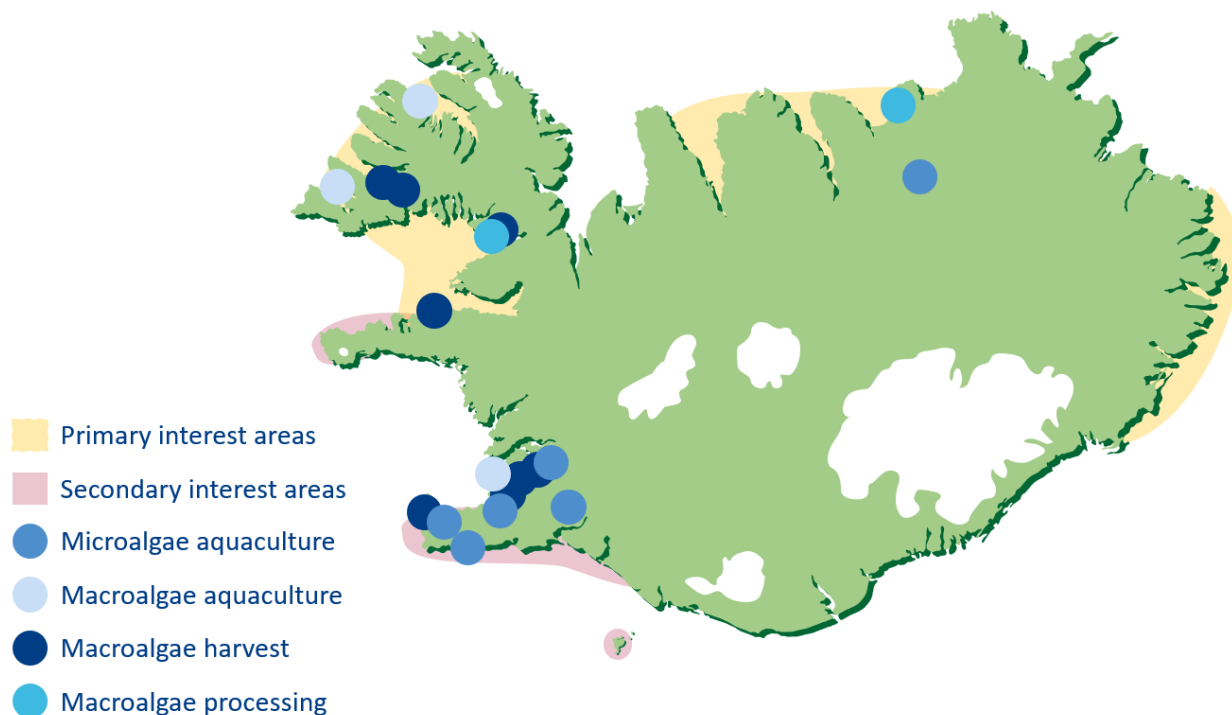 Primary interest areas
Secondary interest areas
Microalgae aquaculture
Macroalgae aquaculture
Macroalgae harvest
Macroalgae processing